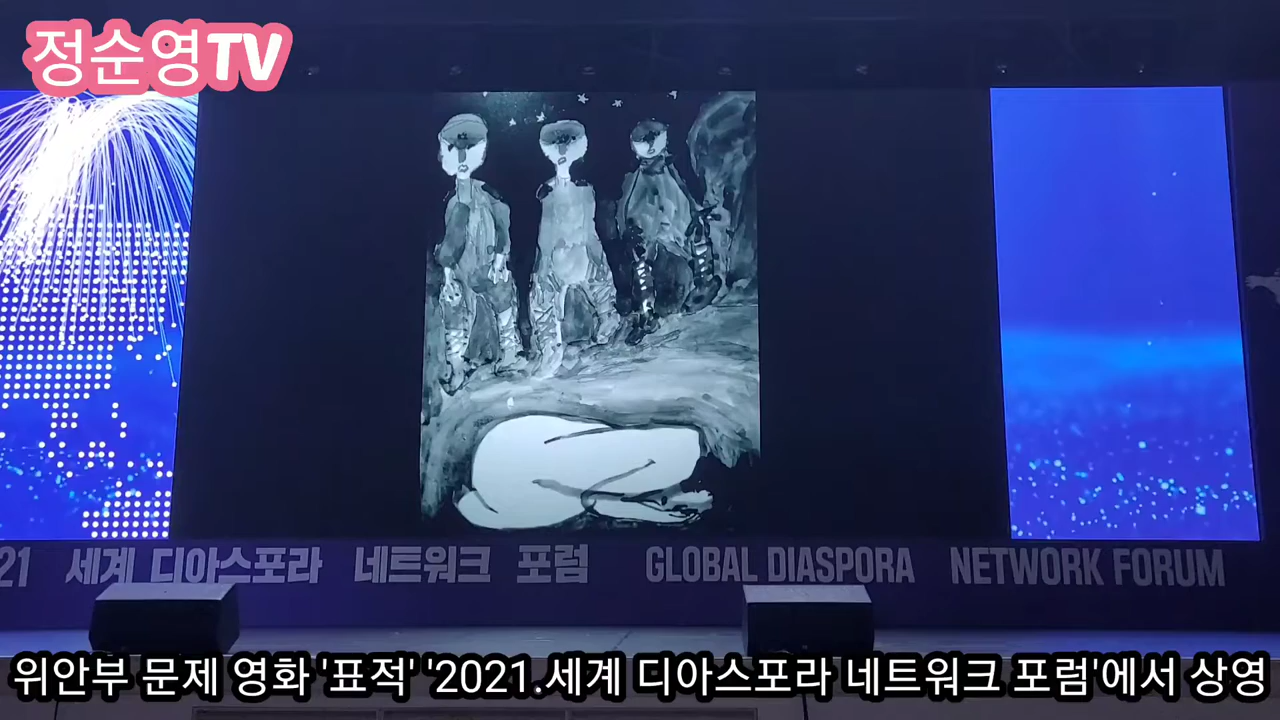 정순영TV
21 세계 디아스포라 네트워크 포럼 GLOBAL DIASPORA NETWORK FORUM
위안부 문제 영화 '표적' '2021.세계 디아스포라 네트워크 포럼'에서 상영